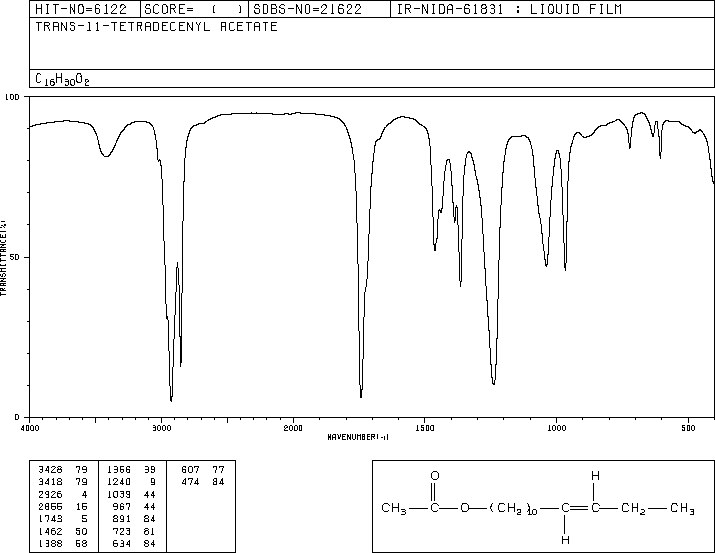 HIT-NO=6122 SCORE= ( ) SDBS-NO=21622 IR-NIDA-61831 : LIQUID FILM
TRANS-11-TETRADECENYL ACETATE
C16H30O2
100
50
0
TRANSMITTANCE(%)
4000 3000 2000 1500 1000 500
WAVENUMBER(-1)
3428 79 1366 39 607 77
3418 79 1240 9 474 84
2926 4 1039 44
2855 15 967 44
1743 5 891 84
1462 50 723 81
1388 58 634 84
O H
CH3 C O (CH2)10 C C CH2 CH3
H